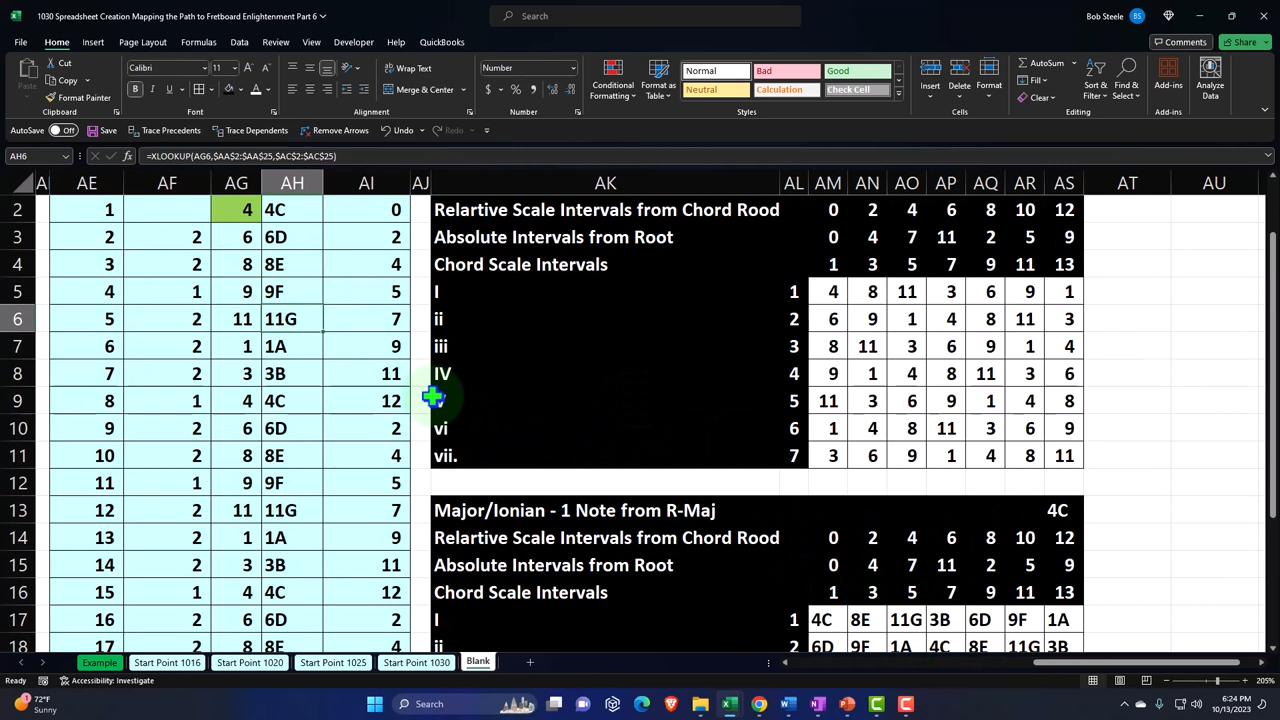 1030 Spreadsheet Creation Mapping the Path to Fretboard Enlightenment Part 6
Search
Bob Steele
BS
File Home Insert Draw Page Layout Formulas Data Review View Developer Help QuickBooks
Comments
Share
Cut
Copy
Format Painter
Paste
Clipboard
Calibri 11
Font
Wrap Text
Merge & Center
Alignment
Number
Number
Conditional Formatting
Format as Table
Normal Bad Good
Neutral Calculation Check Cell
Styles
Insert Delete Format
Cells
AutoSum
Fill
Clear
Sort & Filter
Find & Select
Editing
Add-ins
Add-ins
Analyze Data
AutoSave Off Save Trace Precedents Trace Dependents Remove Arrows Undo Redo
AH6 fx =XLOOKUP(AG6,$AA$2:$AA$25,$AC$2:$AC$25)
AE AF AG AH AI AJ AK AL AM AN AO AP AQ AR AS AT AU
2 1 4 4C 0 Relartive Scale Intervals from Chord Rood 0 2 4 6 8 10 12
3 2 2 6 6D 2 Absolute Intervals from Root 0 4 7 11 2 5 9
4 3 2 8 8E 4 Chord Scale Intervals 1 3 5 7 9 11 13
5 4 1 9 9F 5 I 1 4 8 11 3 6 9 1
6 5 2 11 11G 7 ii 2 6 9 1 4 8 11 3
7 6 2 1 1A 9 iii 3 8 11 3 6 9 1 4
8 7 2 3 3B 11 IV 4 9 1 4 8 11 3 6
9 8 1 4 4C 12 5 11 3 6 9 1 4 8
10 9 2 6 6D 2 vi 6 1 4 8 11 3 6 9
11 10 2 8 8E 4 vii. 7 3 6 9 1 4 8 11
12 11 1 9 9F 5
13 12 2 11 11G 7 Major/Ionian - 1 Note from R-Maj 4C
14 13 2 1 1A 9 Relartive Scale Intervals from Chord Rood 0 2 4 6 8 10 12
15 14 2 3 3B 11 Absolute Intervals from Root 0 4 7 11 2 5 9
16 15 1 4 4C 12 Chord Scale Intervals 1 3 5 7 9 11 13
17 16 2 6 6D 2 I 1 4C 8E 11G 3B 6D 9F 1A
18 17 2 8 8E 4 ii 2 6D 9F 1A 4C 8E 11G 3B
Example Start Point 1016 Start Point 1020 Start Point 1025 Start Point 1030 Blank
Ready Accessibility: Investigate 205%
72°F
Sunny
Search
6:24 PM
10/13/2023